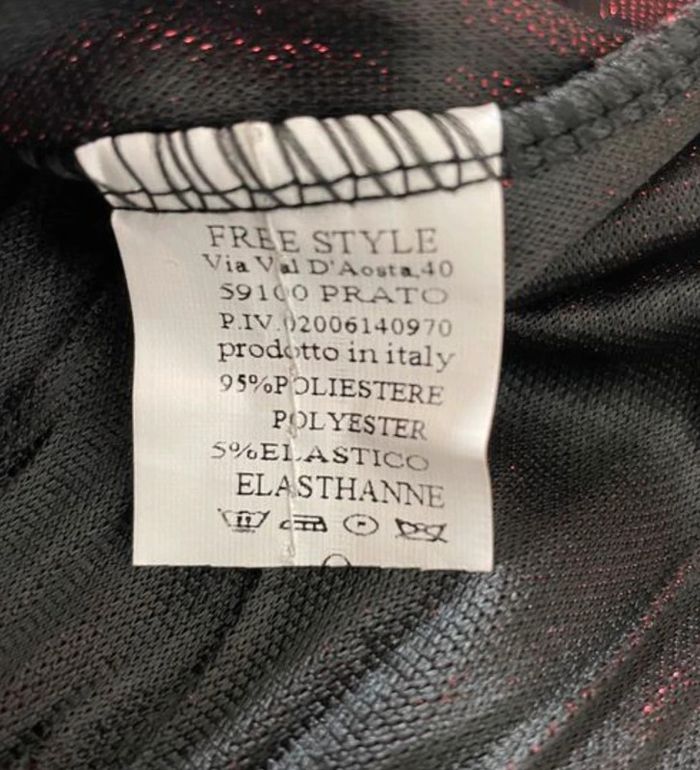 FREE STYLE
Via Val D'Aosta,40
59100 PRATO
P.IV.02006140970
prodotto in italy
95%POLIESTERE
POLYESTER
5%ELASTICO
ELASTHANNE